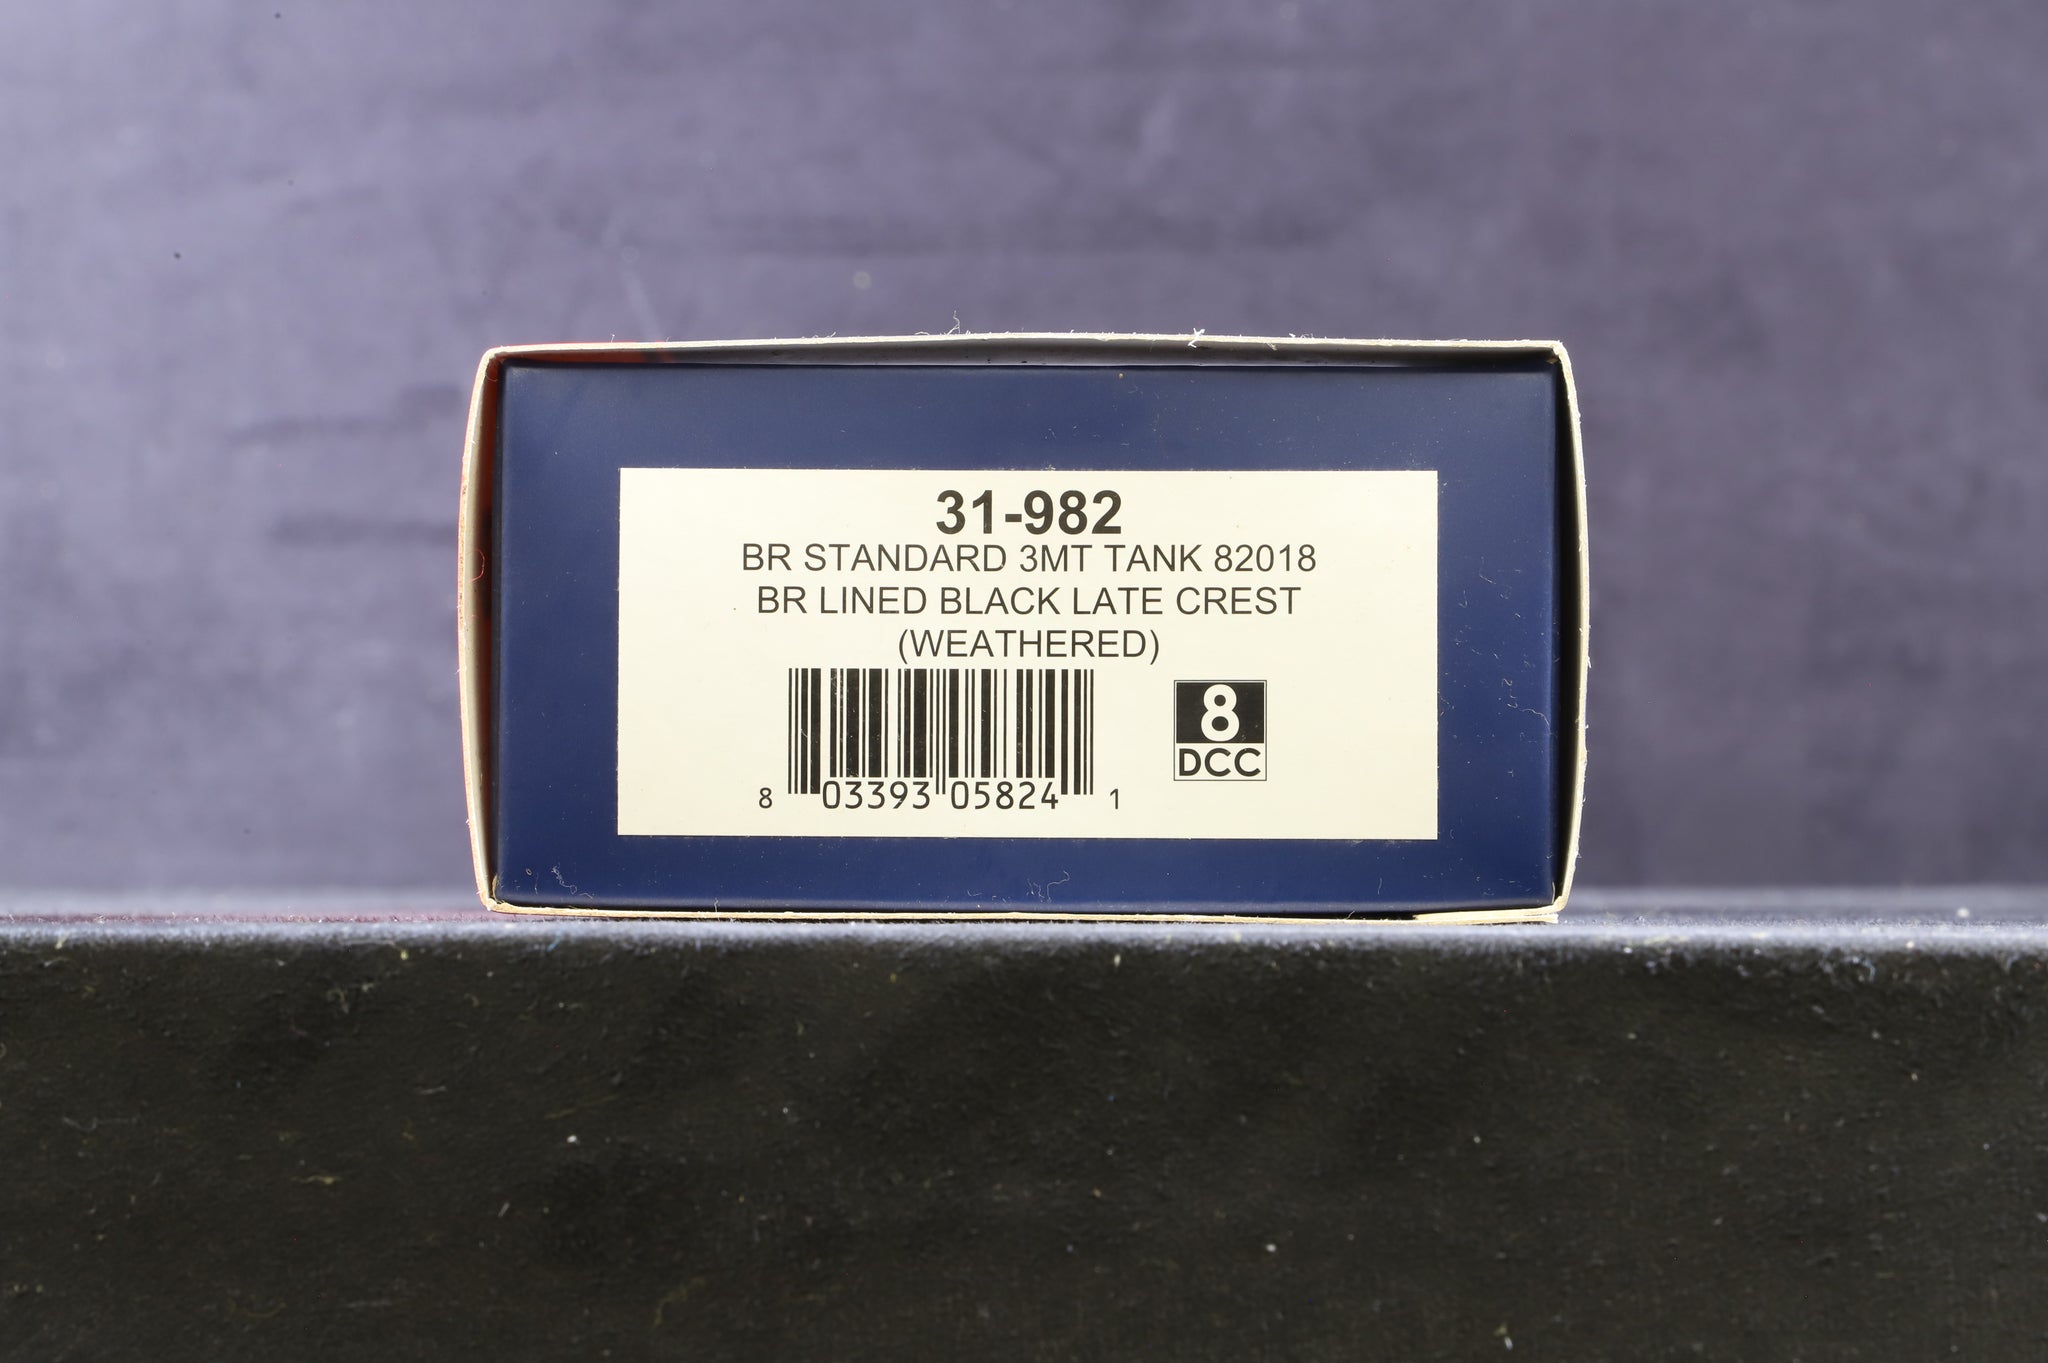 31-982
BR STANDARD 3MT TANK 82018
BR LINED BLACK LATE CREST
(WEATHERED)
8 03393 05824 1
8
DCC